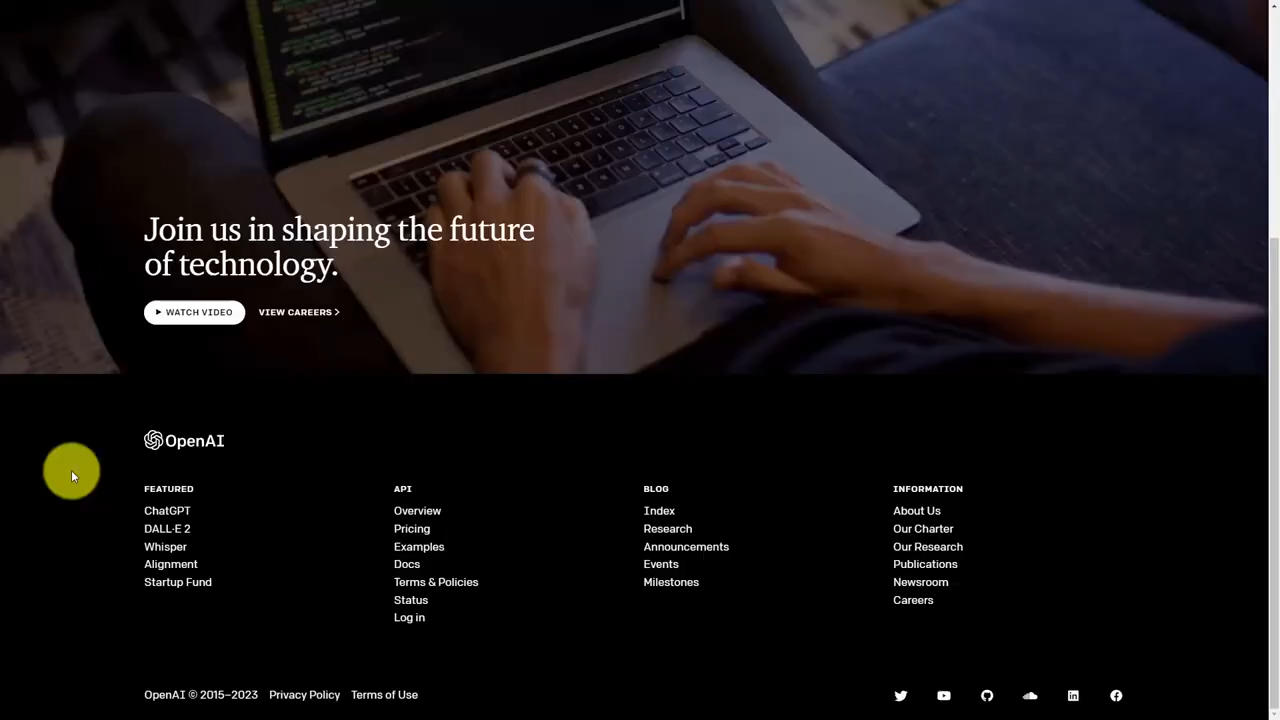 Join us in shaping the future
of technology.
WATCH VIDEO VIEW CAREERS >
OpenAI
FEATURED
ChatGPT
DALL·E 2
Whisper
Alignment
Startup Fund
API
Overview
Pricing
Examples
Docs
Terms & Policies
Status
Log in
BLOG
Index
Research
Announcements
Events
Milestones
INFORMATION
About Us
Our Charter
Our Research
Publications
Newsroom
Careers
OpenAI © 2015–2023 Privacy Policy Terms of Use